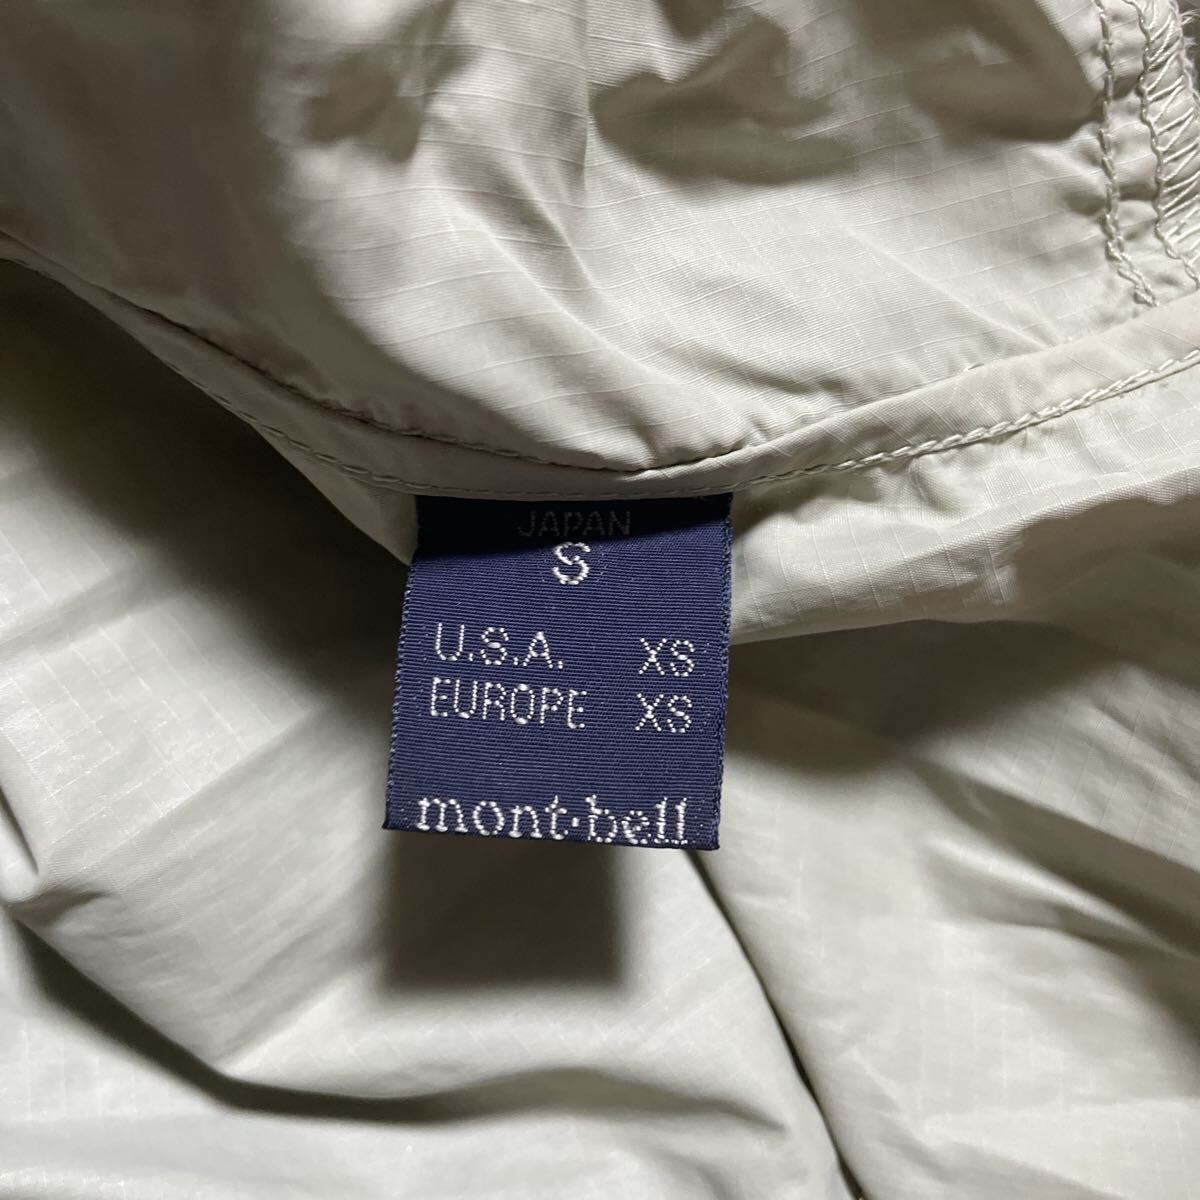 JAPAN
S
U.S.A. XS
EUROPE XS
mont·bell